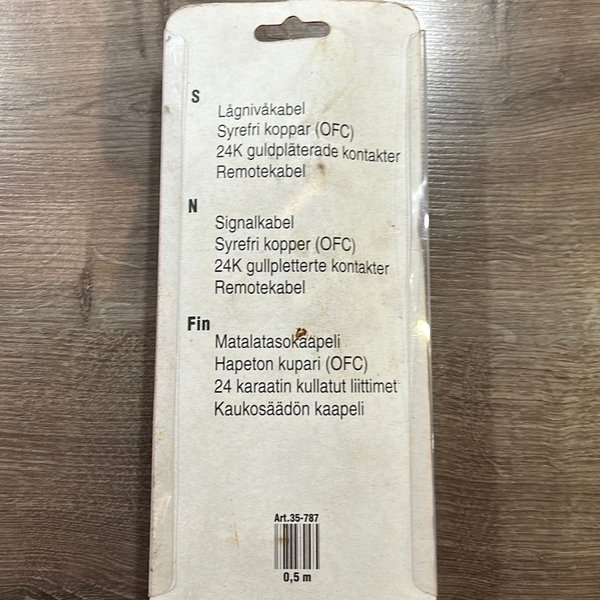 S
Lågnivåkabel
Syrefri koppar (OFC)
24K guldpläterade kontakter
Remotekabel
N
Signalkabel
Syrefri kopper (OFC)
24K gullpletterte kontakter
Remotekabel
Fin
Matalatasokaapeli
Hapeton kupari (OFC)
24 karaatin kullatut liittimet
Kaukosäädön kaapeli
Art.35-787
0,5 m